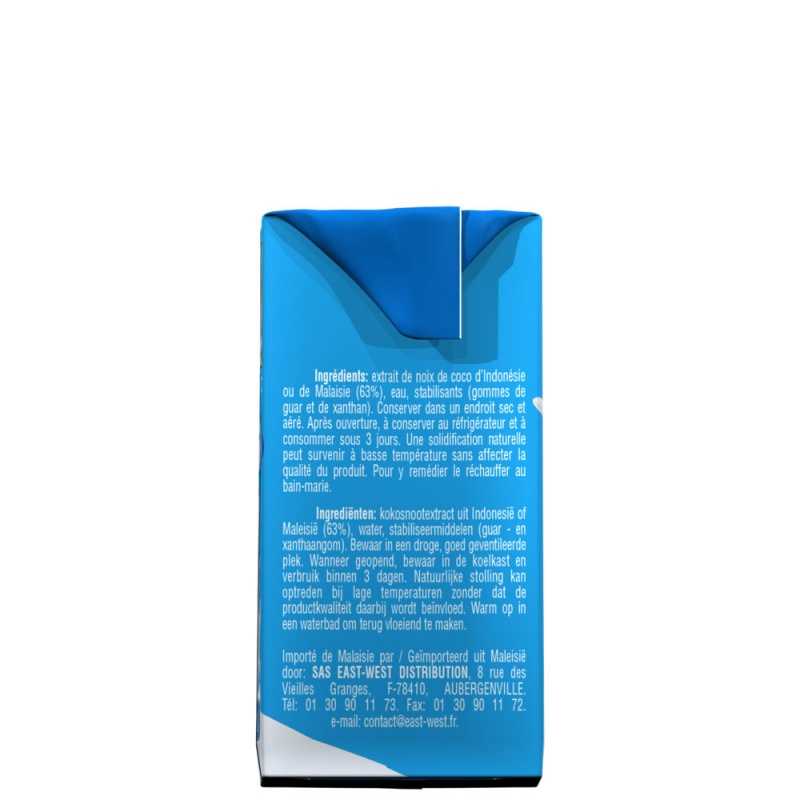 Ingrédients: extrait de noix de coco d'Indonésie
ou de Malaisie (63%), eau, stabilisants (gommes de
guar et de xanthan). Conserver dans un endroit sec et
aéré. Après ouverture, à conserver au réfrigérateur et à
consommer sous 3 jours. Une solidification naturelle
peut survenir à basse température sans affecter la
qualité du produit. Pour y remédier le réchauffer au
bain-marie.
Ingrediënten: kokosnootextract uit Indonesië of
Maleisië (63%), water, stabiliseermiddelen (guar - en
xanthaangom). Bewaar in een droge, goed geventileerde
plek. Wanneer geopend, bewaar in de koelkast en
verbruik binnen 3 dagen. Natuurlijke stolling kan
optreden bij lage temperaturen zonder dat de
productkwaliteit daarbij wordt beïnvloed. Warm op in
een waterbad om terug vloeiend te maken.
Importé de Malaisie par / Geïmporteerd uit Maleisië
door: SAS EAST-WEST DISTRIBUTION, 8 rue des
Vieilles Granges, F-78410, AUBERGENVILLE.
Tél: 01 30 90 11 73. Fax: 01 30 90 11 72.
e-mail: contact@east-west.fr.